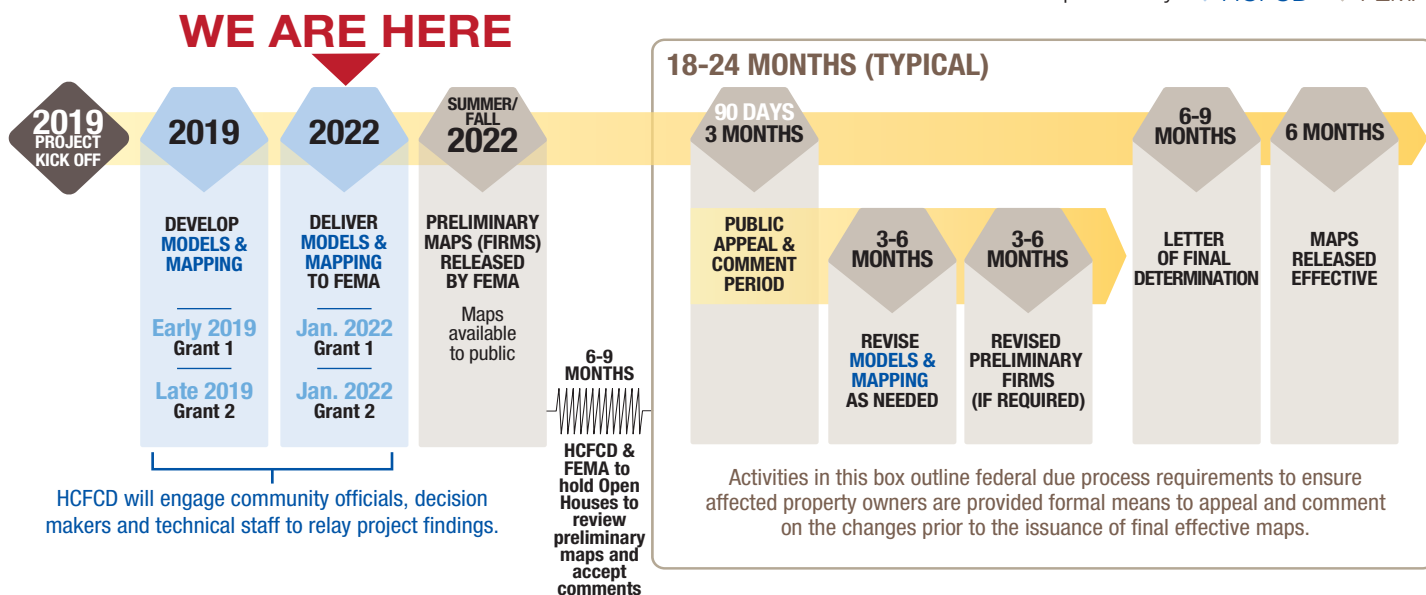 WE ARE HERE
2019
PROJECT
KICK OFF
2019
DEVELOP
MODELS &
MAPPING
Early 2019
Grant 1
Late 2019
Grant 2
2022
DELIVER
MODELS &
MAPPING
TO FEMA
Jan. 2022
Grant 1
Jan. 2022
Grant 2
HCFCD will engage community officials, decision
makers and technical staff to relay project findings.
SUMMER/
FALL
2022
PRELIMINARY
MAPS (FIRMS)
RELEASED
BY FEMA
Maps
available
to public
6-9
MONTHS
HCFCD &
FEMA to
hold Open
Houses to
review
preliminary
maps and
accept
comments
18-24 MONTHS (TYPICAL)
90 DAYS
3 MONTHS
PUBLIC
APPEAL &
COMMENT
PERIOD
3-6
MONTHS
REVISE
MODELS &
MAPPING
AS NEEDED
3-6
MONTHS
REVISED
PRELIMINARY
FIRMS
(IF REQUIRED)
6-9
MONTHS
LETTER
OF FINAL
DETERMINATION
6 MONTHS
MAPS
RELEASED
EFFECTIVE
Activities in this box outline federal due process requirements to ensure
affected property owners are provided formal means to appeal and comment
on the changes prior to the issuance of final effective maps.